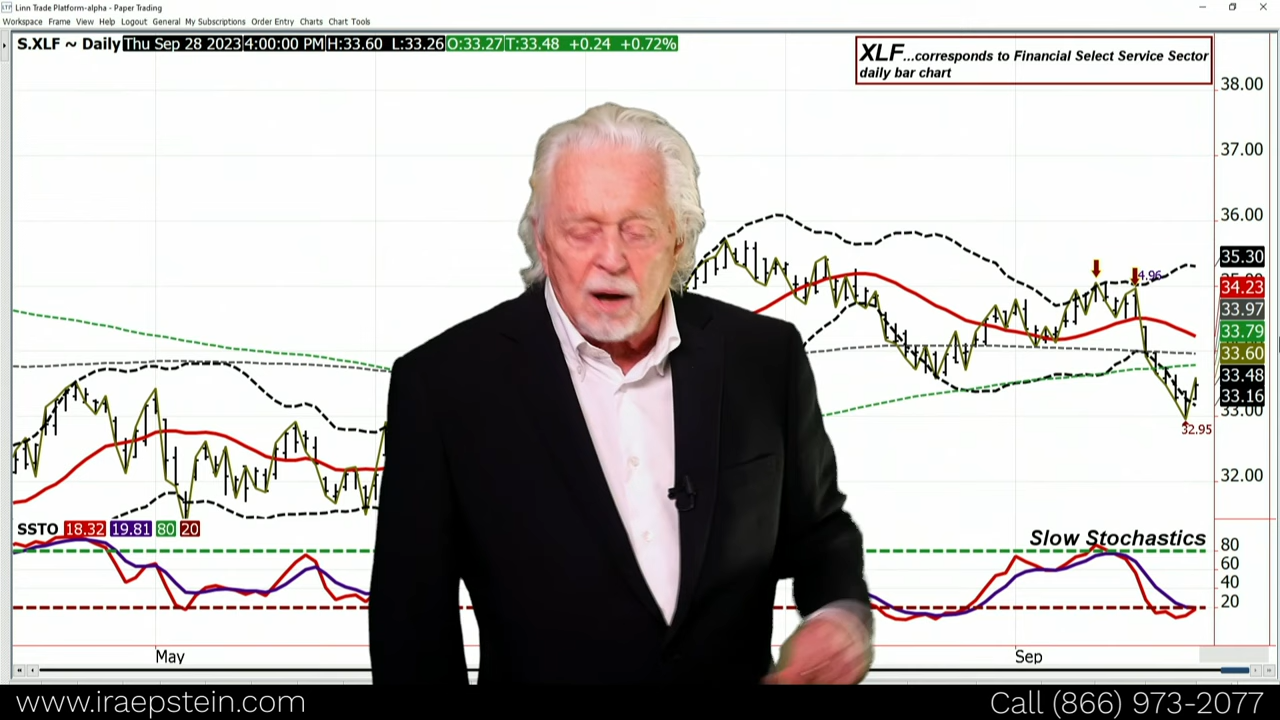 Linn Trade Platform-alpha - Paper Trading
Workspace Frame View Help Logout General My Subscriptions Order Entry Charts Chart Tools
S.XLF ~ Daily Thu Sep 28 2023 4:00:00 PM H:33.60 L:33.26 O:33.27 T:33.48 +0.24 +0.72%
XLF...corresponds to Financial Select Service Sector
daily bar chart
38.00
37.00
36.00
35.30
4.96
34.23
33.97
33.79
33.60
33.48
33.16
33.00
32.95
32.00
SSTO 18.32 19.81 80 20
Slow Stochastics
80
60
40
20
May
Sep
www.iraepstein.com
Call (866) 973-2077